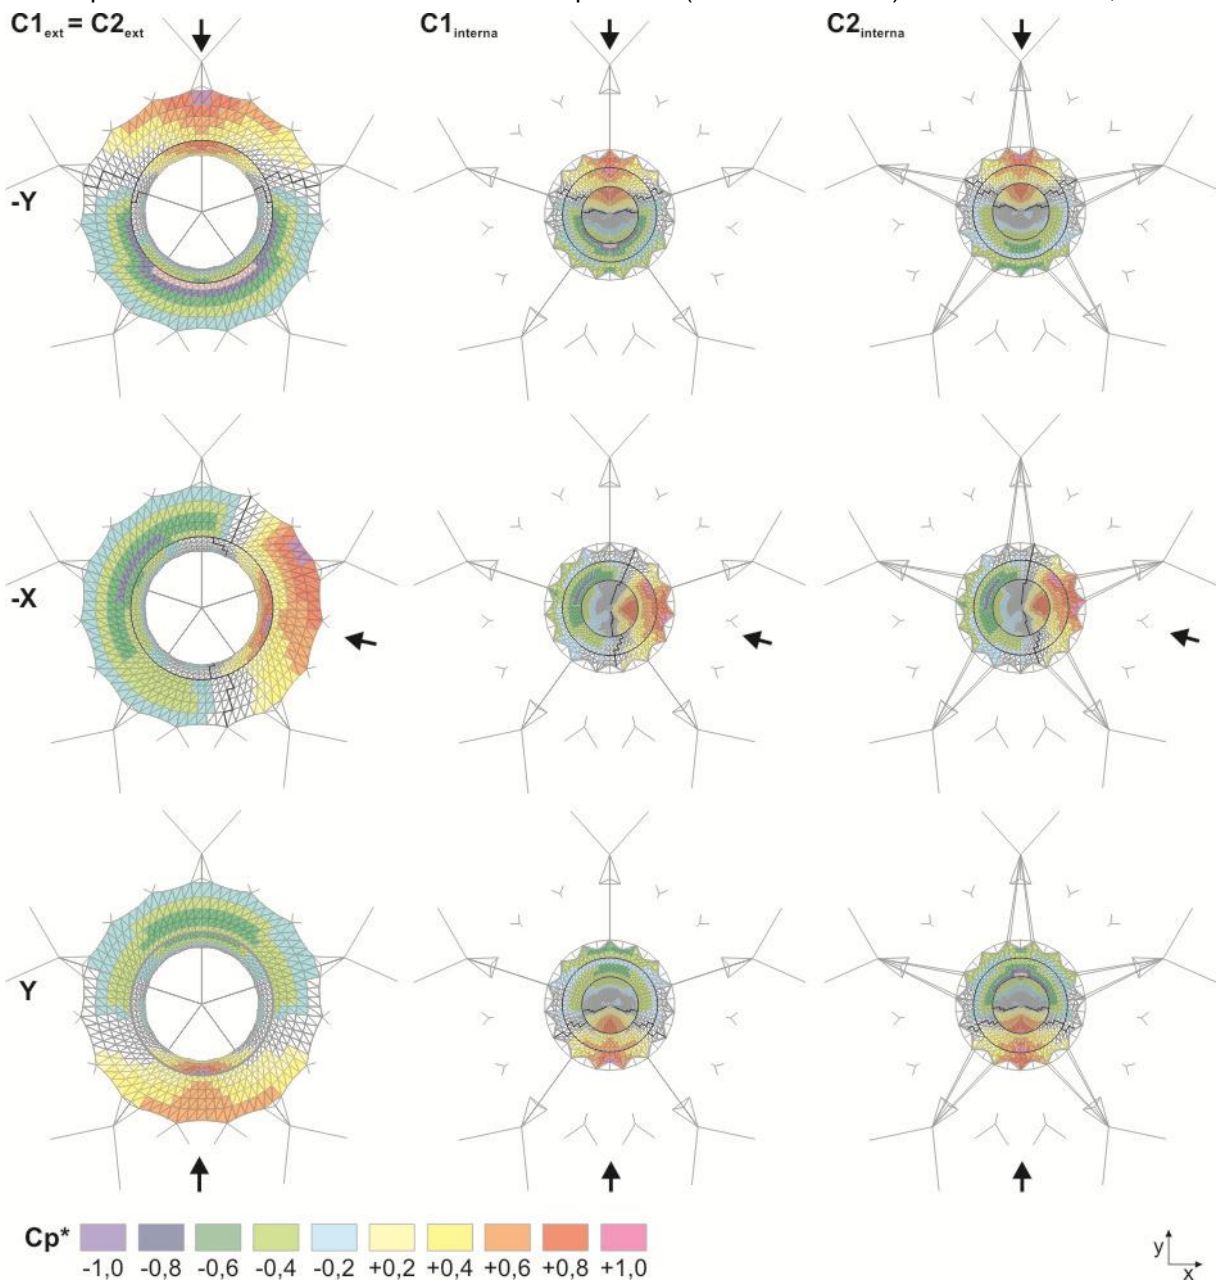 C1ext = C2ext
C1interna
C2interna
-Y
-X
Y
Cp*
-1,0 -0,8 -0,6 -0,4 -0,2 +0,2 +0,4 +0,6 +0,8 +1,0
y
x